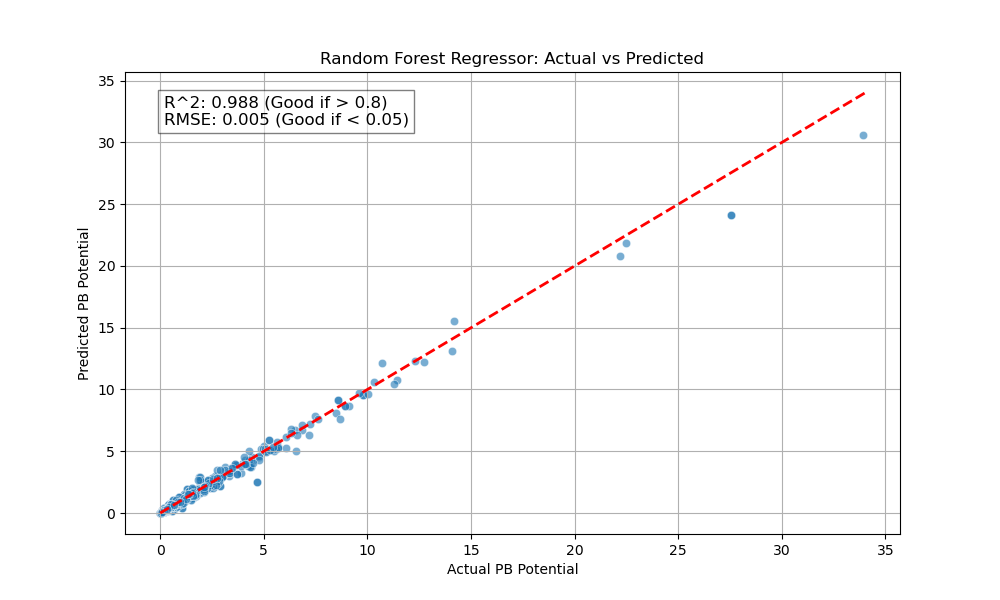 Random Forest Regressor: Actual vs Predicted
R^2: 0.988 (Good if > 0.8)
RMSE: 0.005 (Good if < 0.05)
Predicted PB Potential
35
30
25
20
15
10
5
0
0 5 10 15 20 25 30 35
Actual PB Potential